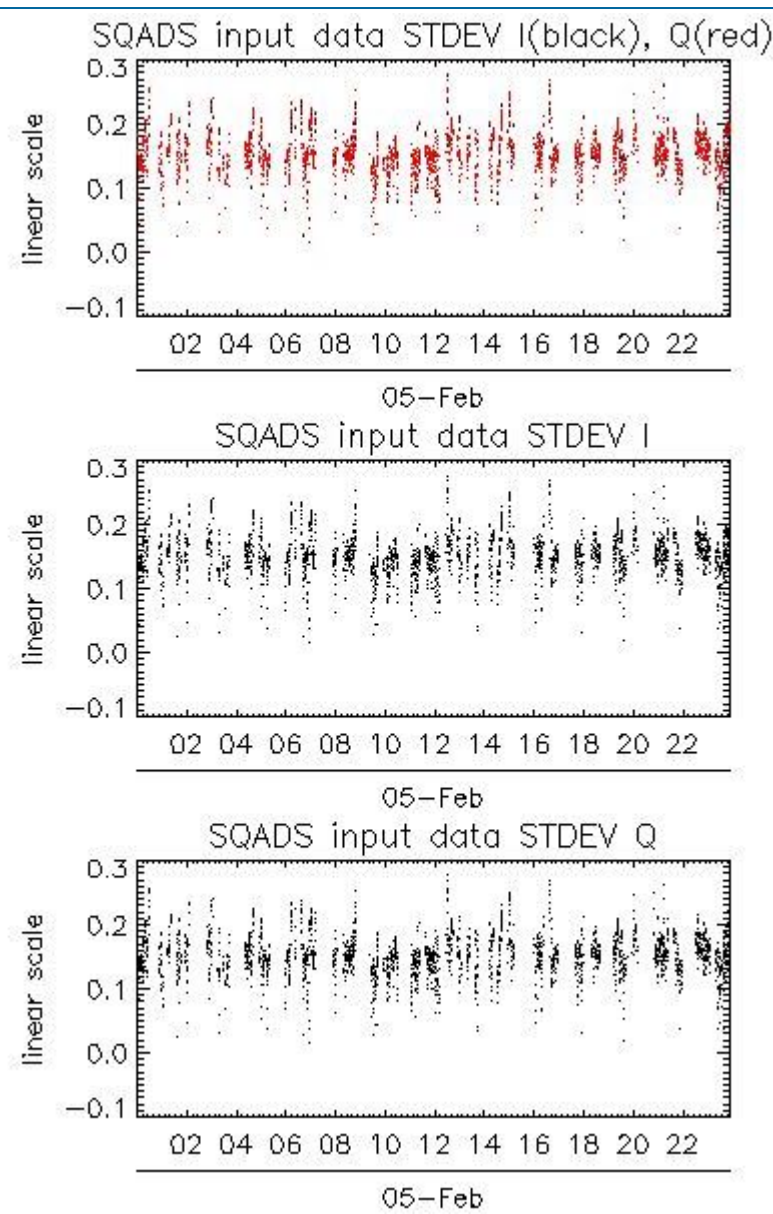 SQADS input data STDEV I(black), Q(red)
linear scale
0.3
0.2
0.1
0.0
−0.1
02 04 06 08 10 12 14 16 18 20 22
05−Feb
SQADS input data STDEV I
linear scale
0.3
0.2
0.1
0.0
−0.1
02 04 06 08 10 12 14 16 18 20 22
05−Feb
SQADS input data STDEV Q
linear scale
0.3
0.2
0.1
0.0
−0.1
02 04 06 08 10 12 14 16 18 20 22
05−Feb